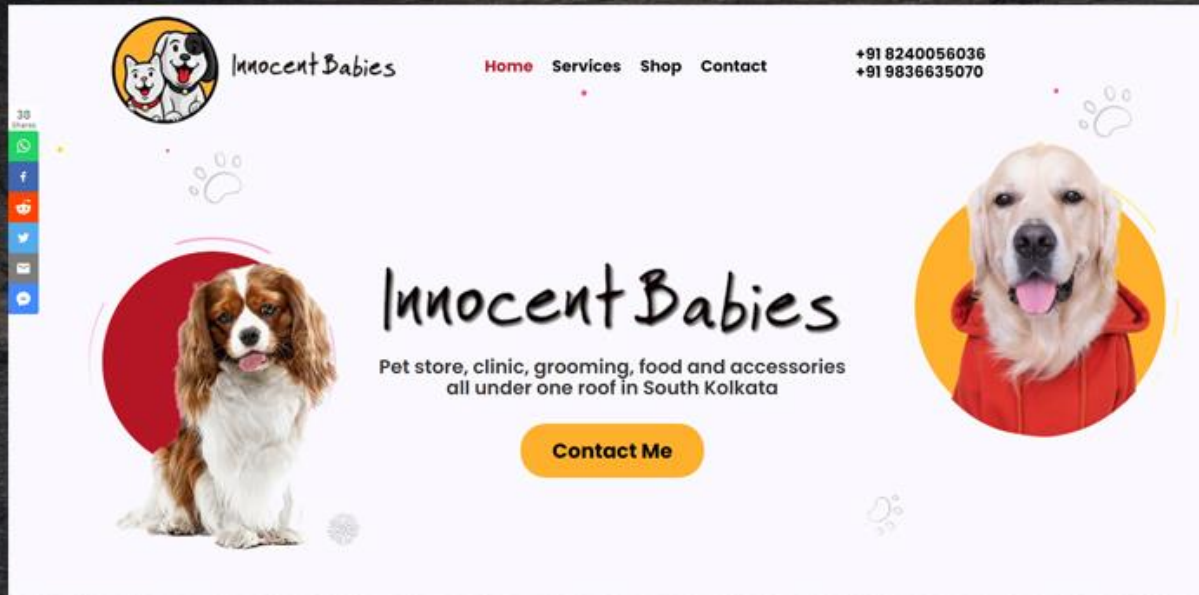 Innocent Babies
Home Services Shop Contact
+91 8240056036
+91 9836635070
38
Shares
Innocent Babies
Pet store, clinic, grooming, food and accessories
all under one roof in South Kolkata
Contact Me